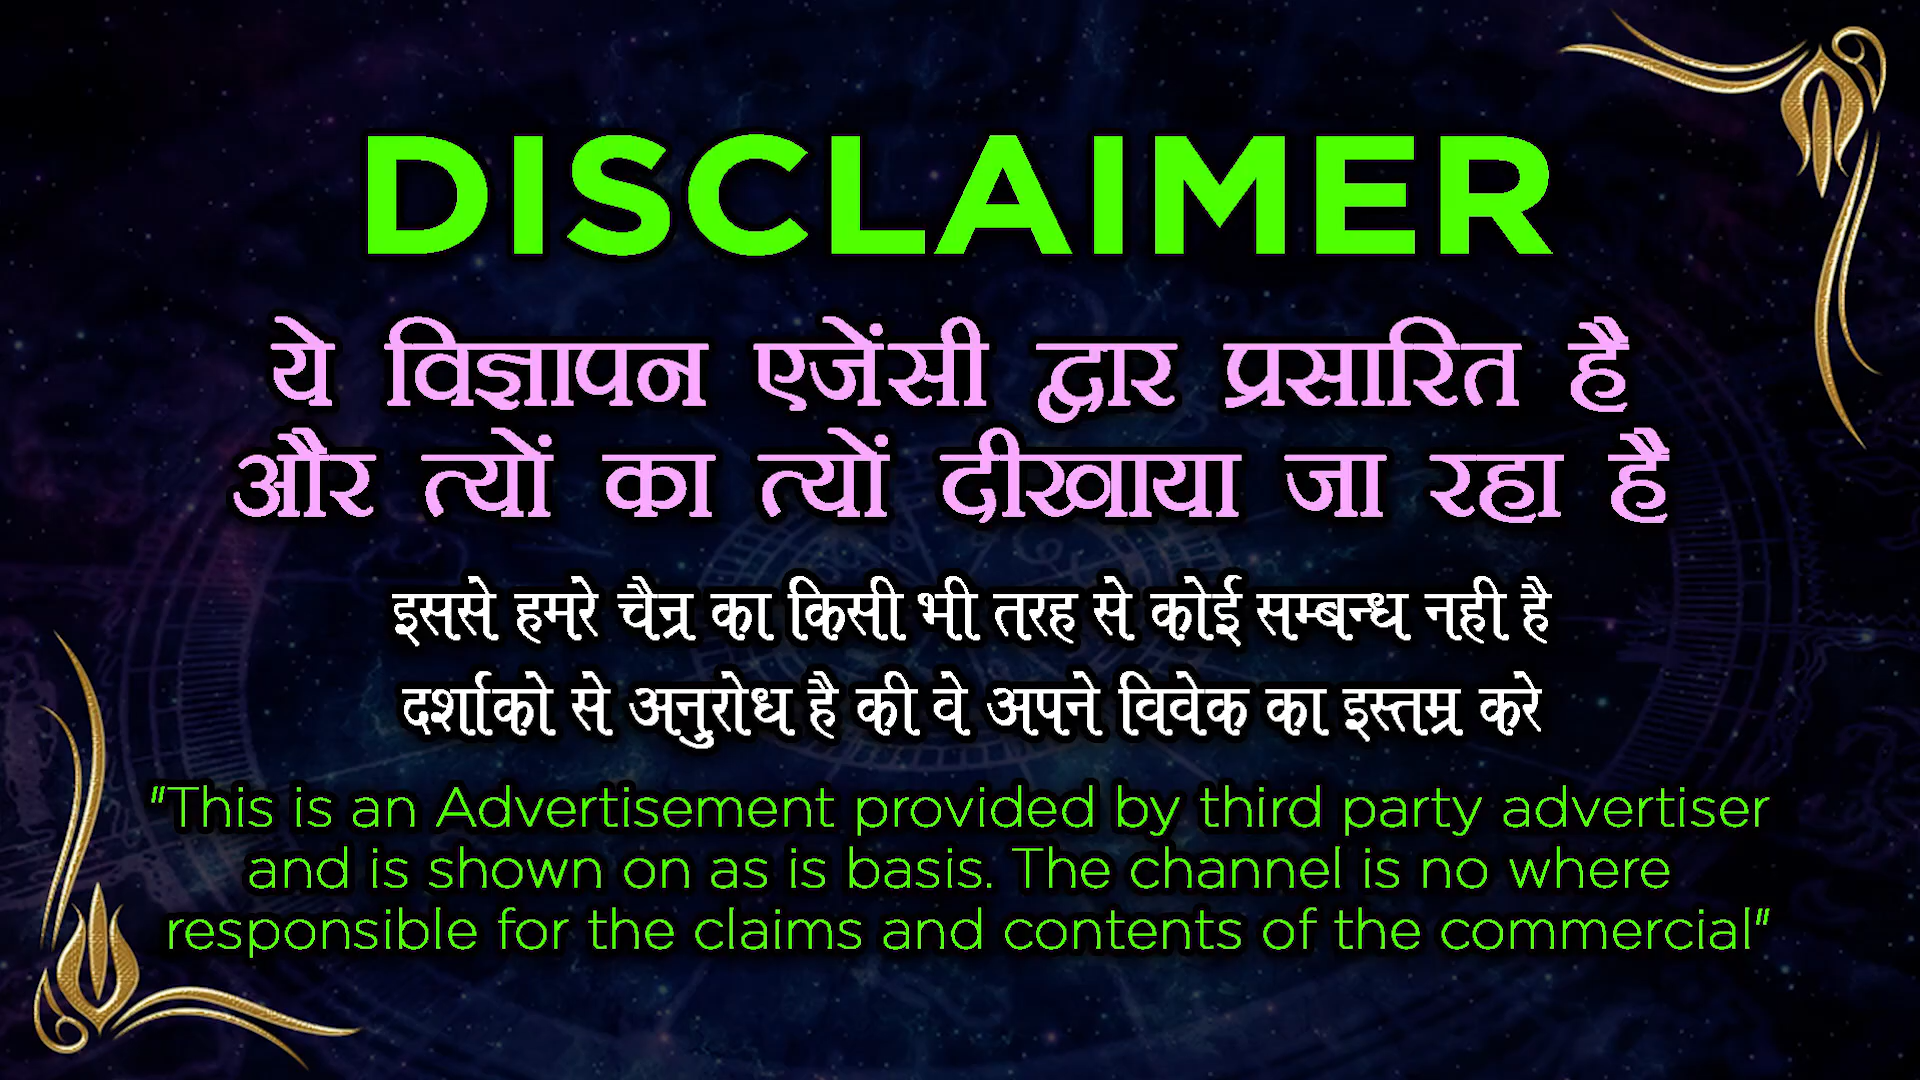 DISCLAIMER
ये विज्ञापन एजेंसी द्वार प्रसारित है
और त्यों का त्यों दीखाया जा रहा है
इससे हमरे चैन्र का किसी भी तरह से कोई सम्बन्ध नही है
दर्शाको से अनुरोध है की वे अपने विवेक का इस्तम्र करे
"This is an Advertisement provided by third party advertiser
and is shown on as is basis. The channel is no where
responsible for the claims and contents of the commercial"